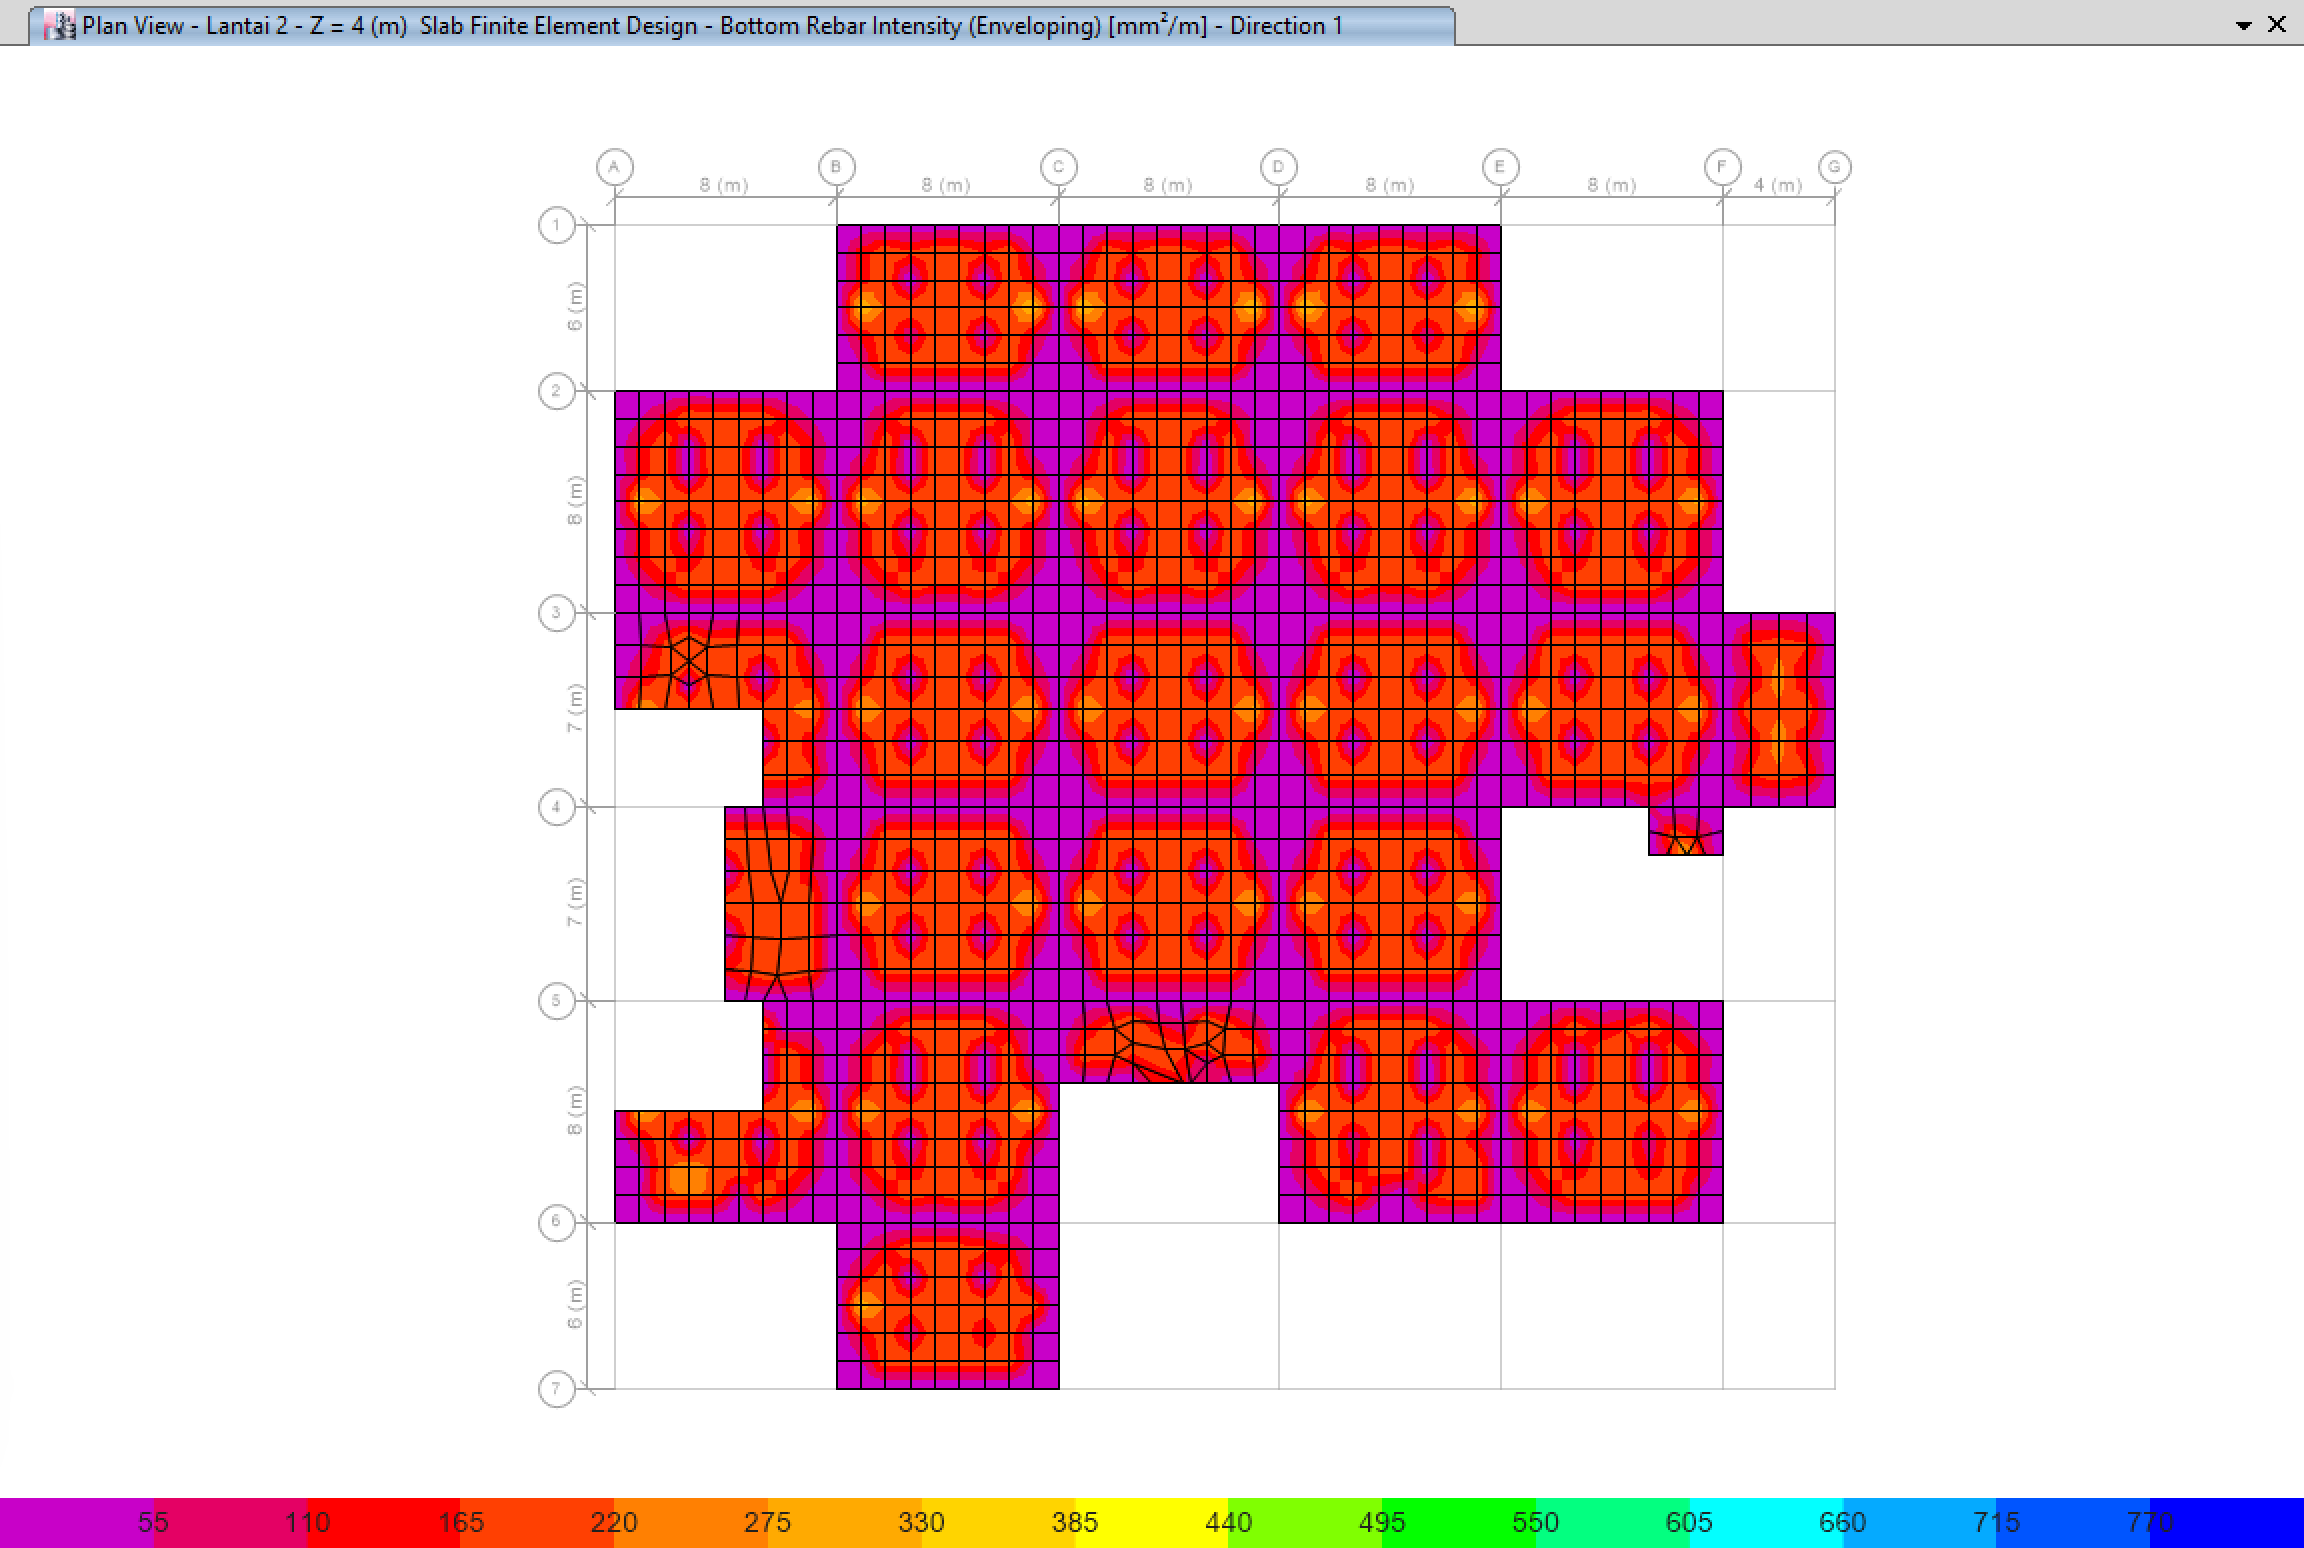 Plan View - Lantai 2 - Z = 4 (m) Slab Finite Element Design - Bottom Rebar Intensity (Enveloping) [mm²/m] - Direction 1
A B C D E F G
8 (m) 8 (m) 8 (m) 8 (m) 8 (m) 4 (m)
1
6 (m)
2
8 (m)
3
7 (m)
4
7 (m)
5
8 (m)
6
6 (m)
7
55 110 165 220 275 330 385 440 495 550 605 660 715 770